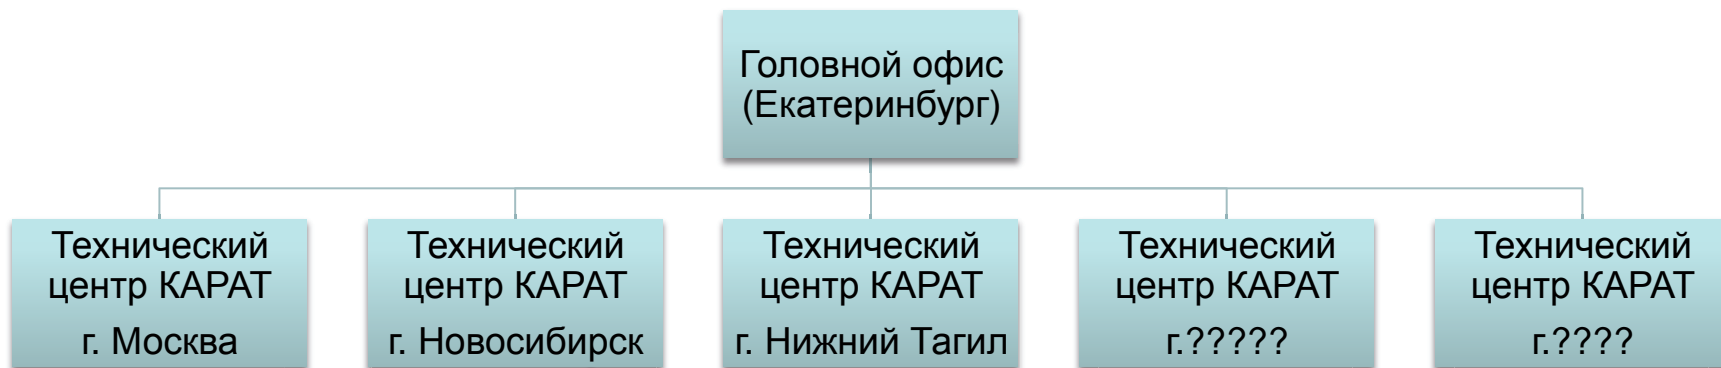 Головной офис
(Екатеринбург)
Технический
центр КАРАТ
г. Москва
Технический
центр КАРАТ
г. Новосибирск
Технический
центр КАРАТ
г. Нижний Тагил
Технический
центр КАРАТ
г.?????
Технический
центр КАРАТ
г.????